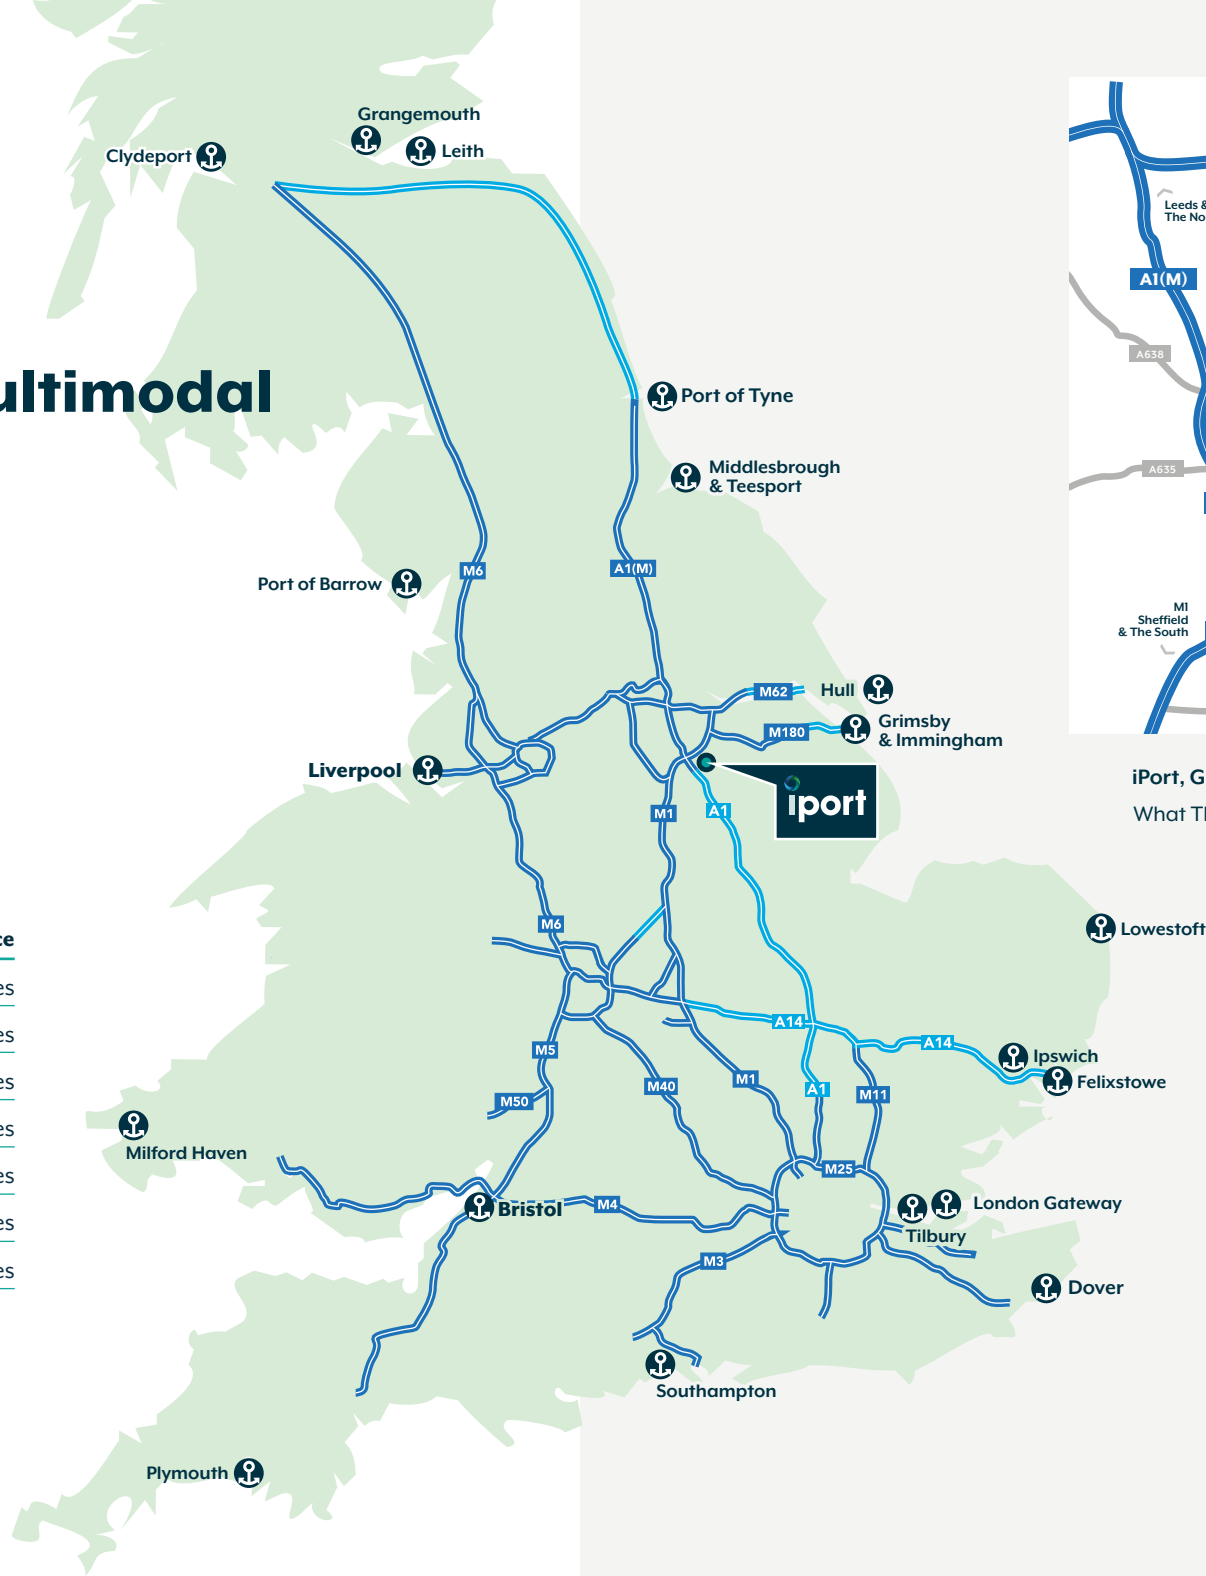 Grangemouth
Clydeport
Leith
A1(M)
A638
A635
Port of Tyne
Middlesbrough
& Teesport
M6
A1(M)
Port of Barrow
M1
Sheffield
& The South
M62
Hull
M180
Grimsby
& Immingham
Liverpool
iport
iPort,
What
M1
A1
M6
Lowestoft
A14
A14
M5
Ipswich
Felixstowe
M40
M1
A1
M11
M50
Milford Haven
M25
Bristol
M4
London Gateway
Tilbury
M3
Dover
Southampton
Plymouth
Leeds &
The